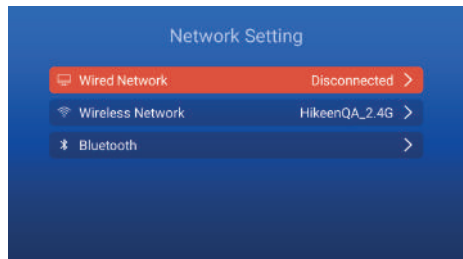 Network Setting
Wired Network Disconnected
Wireless Network HikeenQA_2.4G
Bluetooth